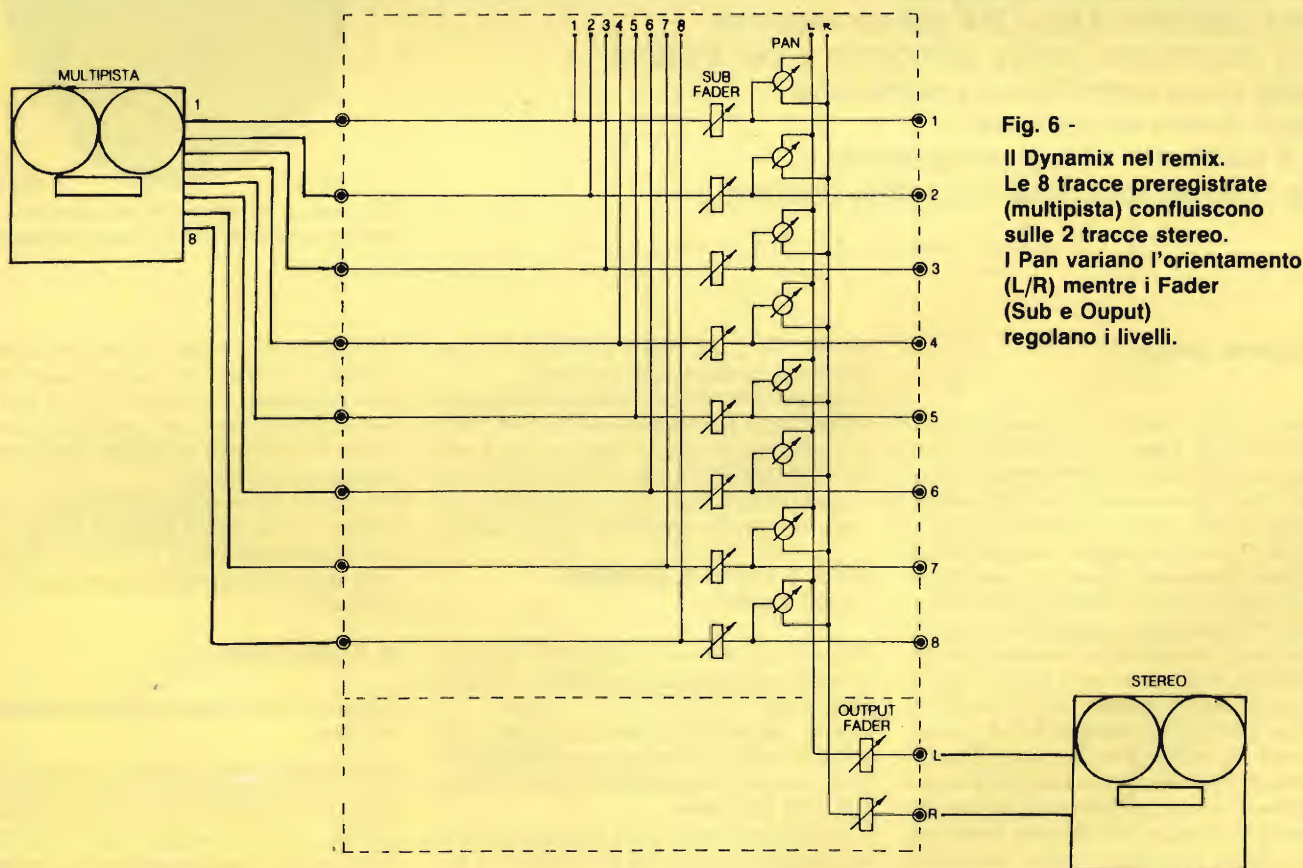 1 2 3 4 5 6 7 8
L R
PAN
MULTIPISTA
SUB
FADER
1
8
1
2
3
4
5
6
7
8
Fig. 6 -
Il Dynamix nel remix.
Le 8 tracce preregistrate
(multipista) confluiscono
sulle 2 tracce stereo.
I Pan variano l'orientamento
(L/R) mentre i Fader
(Sub e Ouput)
regolano i livelli.
OUTPUT
FADER
L
R
STEREO